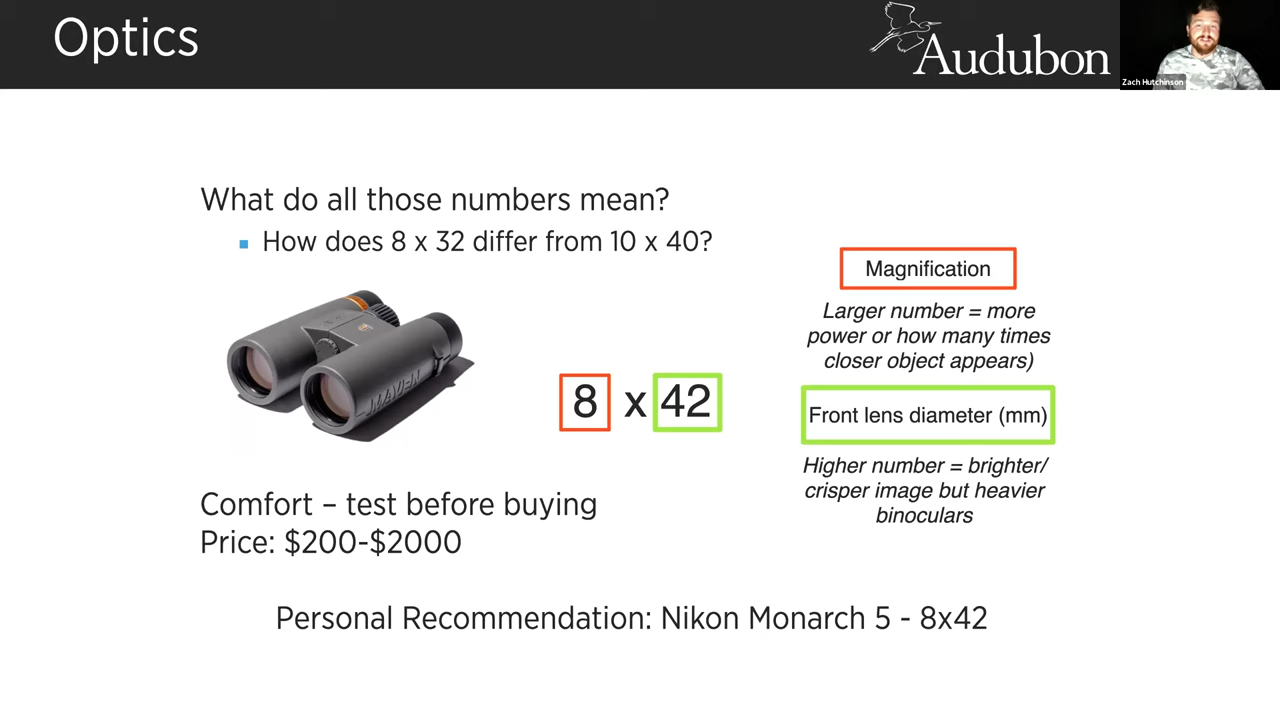 Optics
Audubon
Zach Hutchinson
What do all those numbers mean?
How does 8 x 32 differ from 10 x 40?
Magnification
Larger number = more
power or how many times
closer object appears)
MAVEN
8 x 42
Front lens diameter (mm)
Higher number = brighter/
crisper image but heavier
binoculars
Comfort – test before buying
Price: $200-$2000
Personal Recommendation: Nikon Monarch 5 - 8x42